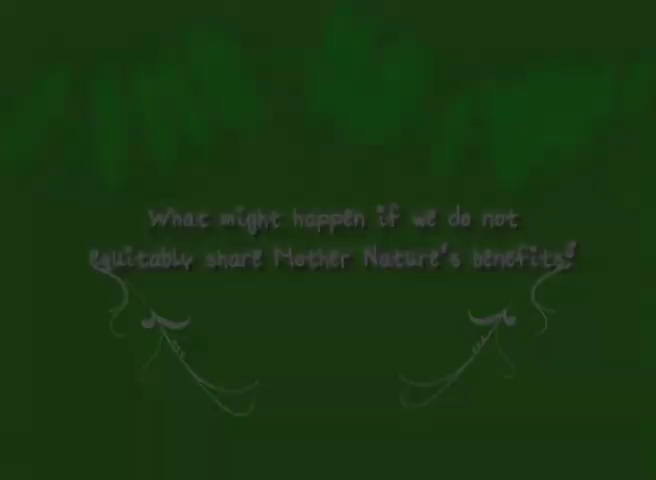 What might happen if we do not
equitably share Mother Nature's benefits?